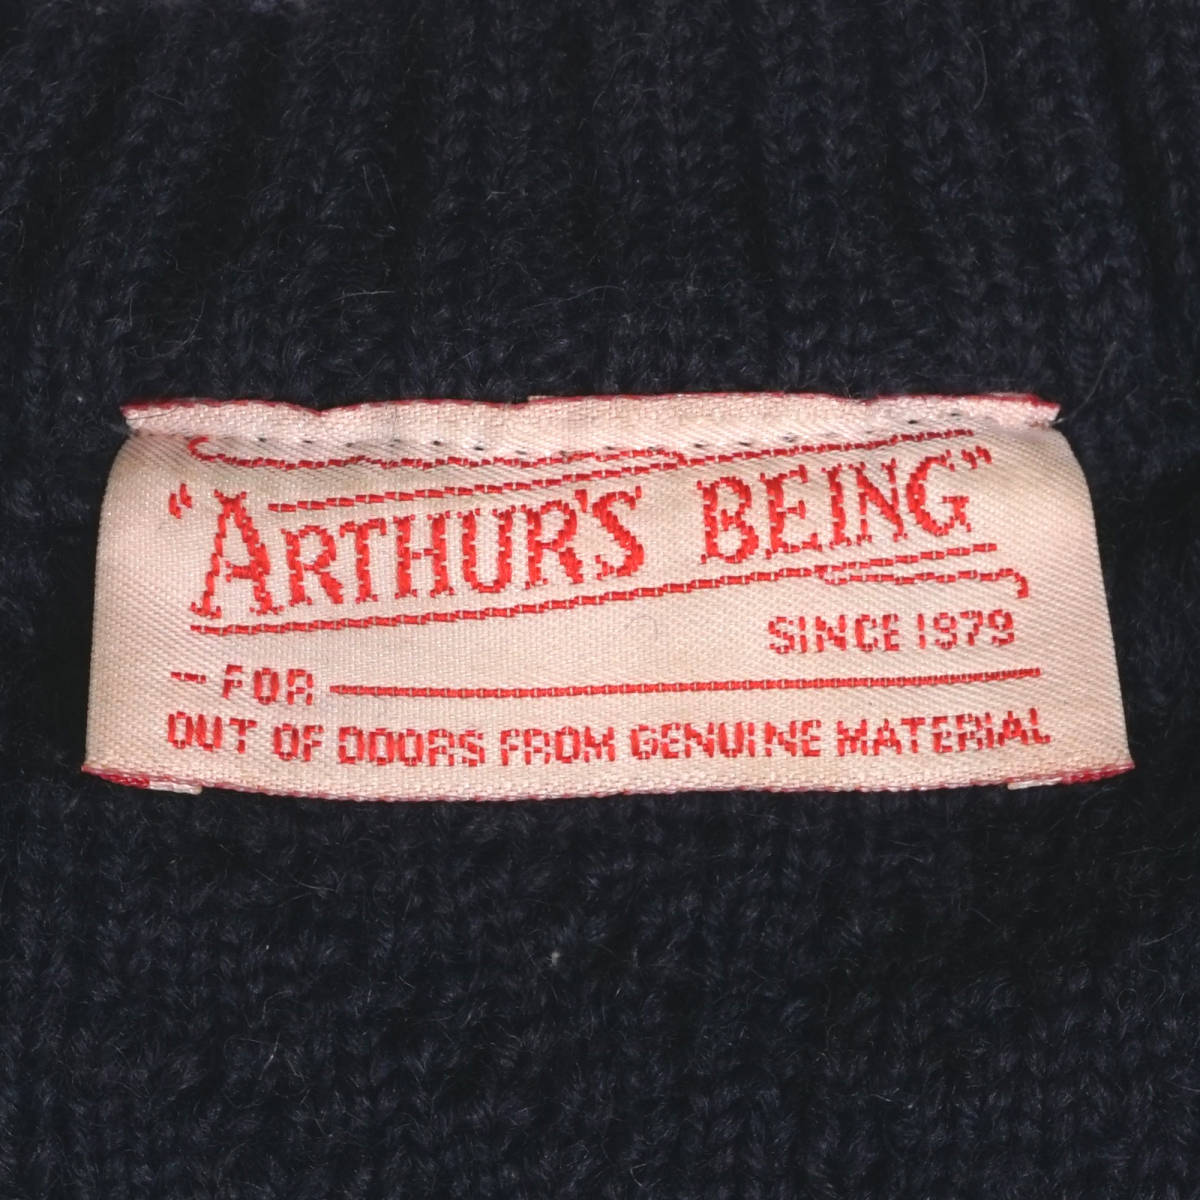 "ARTHUR'S BEING"
SINCE 1979
— FOR —
OUT OF DOORS FROM GENUINE MATERIAL